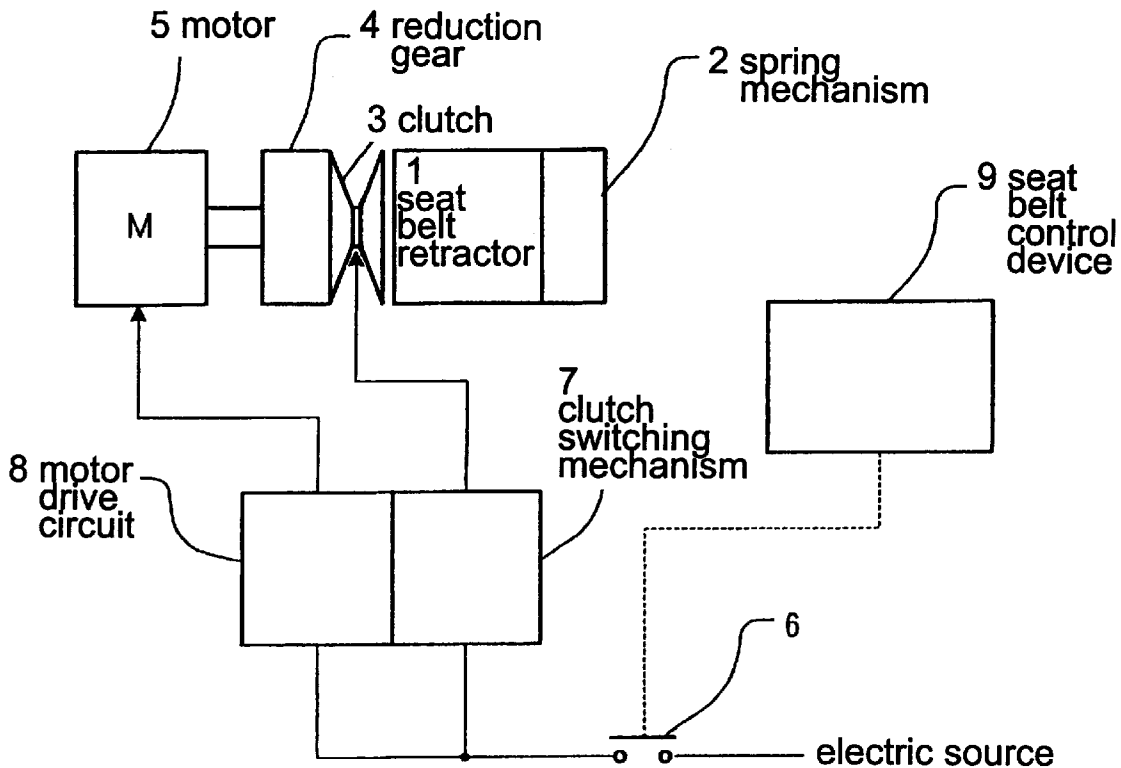 5 motor
4 reduction
gear
2 spring
mechanism
3 clutch
1
seat
belt
retractor
M
9 seat
belt
control
device
7
clutch
switching
mechanism
8 motor
drive
circuit
6
electric source